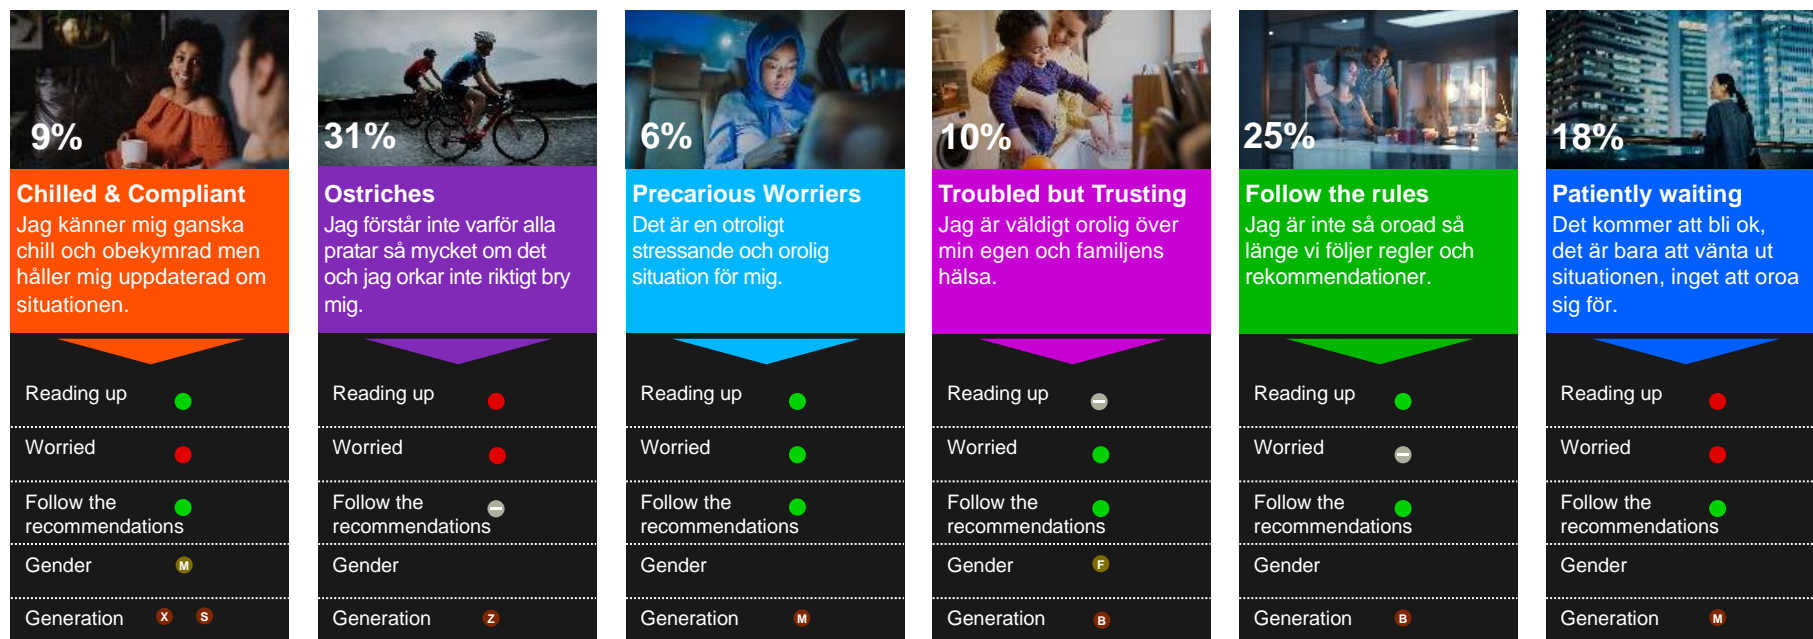 9%
Chilled & Compliant
Jag känner mig ganska
chill och obekymrad men
håller mig uppdaterad om
situationen.
Reading up
Worried
Follow the
recommendations
Gender M
Generation X S
31%
Ostriches
Jag förstår inte varför alla
pratar så mycket om det
och jag orkar inte riktigt bry
mig.
Reading up
Worried
Follow the
recommendations
Gender
Generation Z
6%
Precarious Worriers
Det är en otroligt
stressande och orolig
situation för mig.
Reading up
Worried
Follow the
recommendations
Gender
Generation M
10%
Troubled but Trusting
Jag är väldigt orolig över
min egen och familjens
hälsa.
Reading up
Worried
Follow the
recommendations
Gender F
Generation B
25%
Follow the rules
Jag är inte så oroad så
länge vi följer regler och
rekommendationer.
Reading up
Worried
Follow the
recommendations
Gender
Generation B
18%
Patiently waiting
Det kommer att bli ok,
det är bara att vänta ut
situationen, inget att oroa
sig för.
Reading up
Worried
Follow the
recommendations
Gender
Generation M